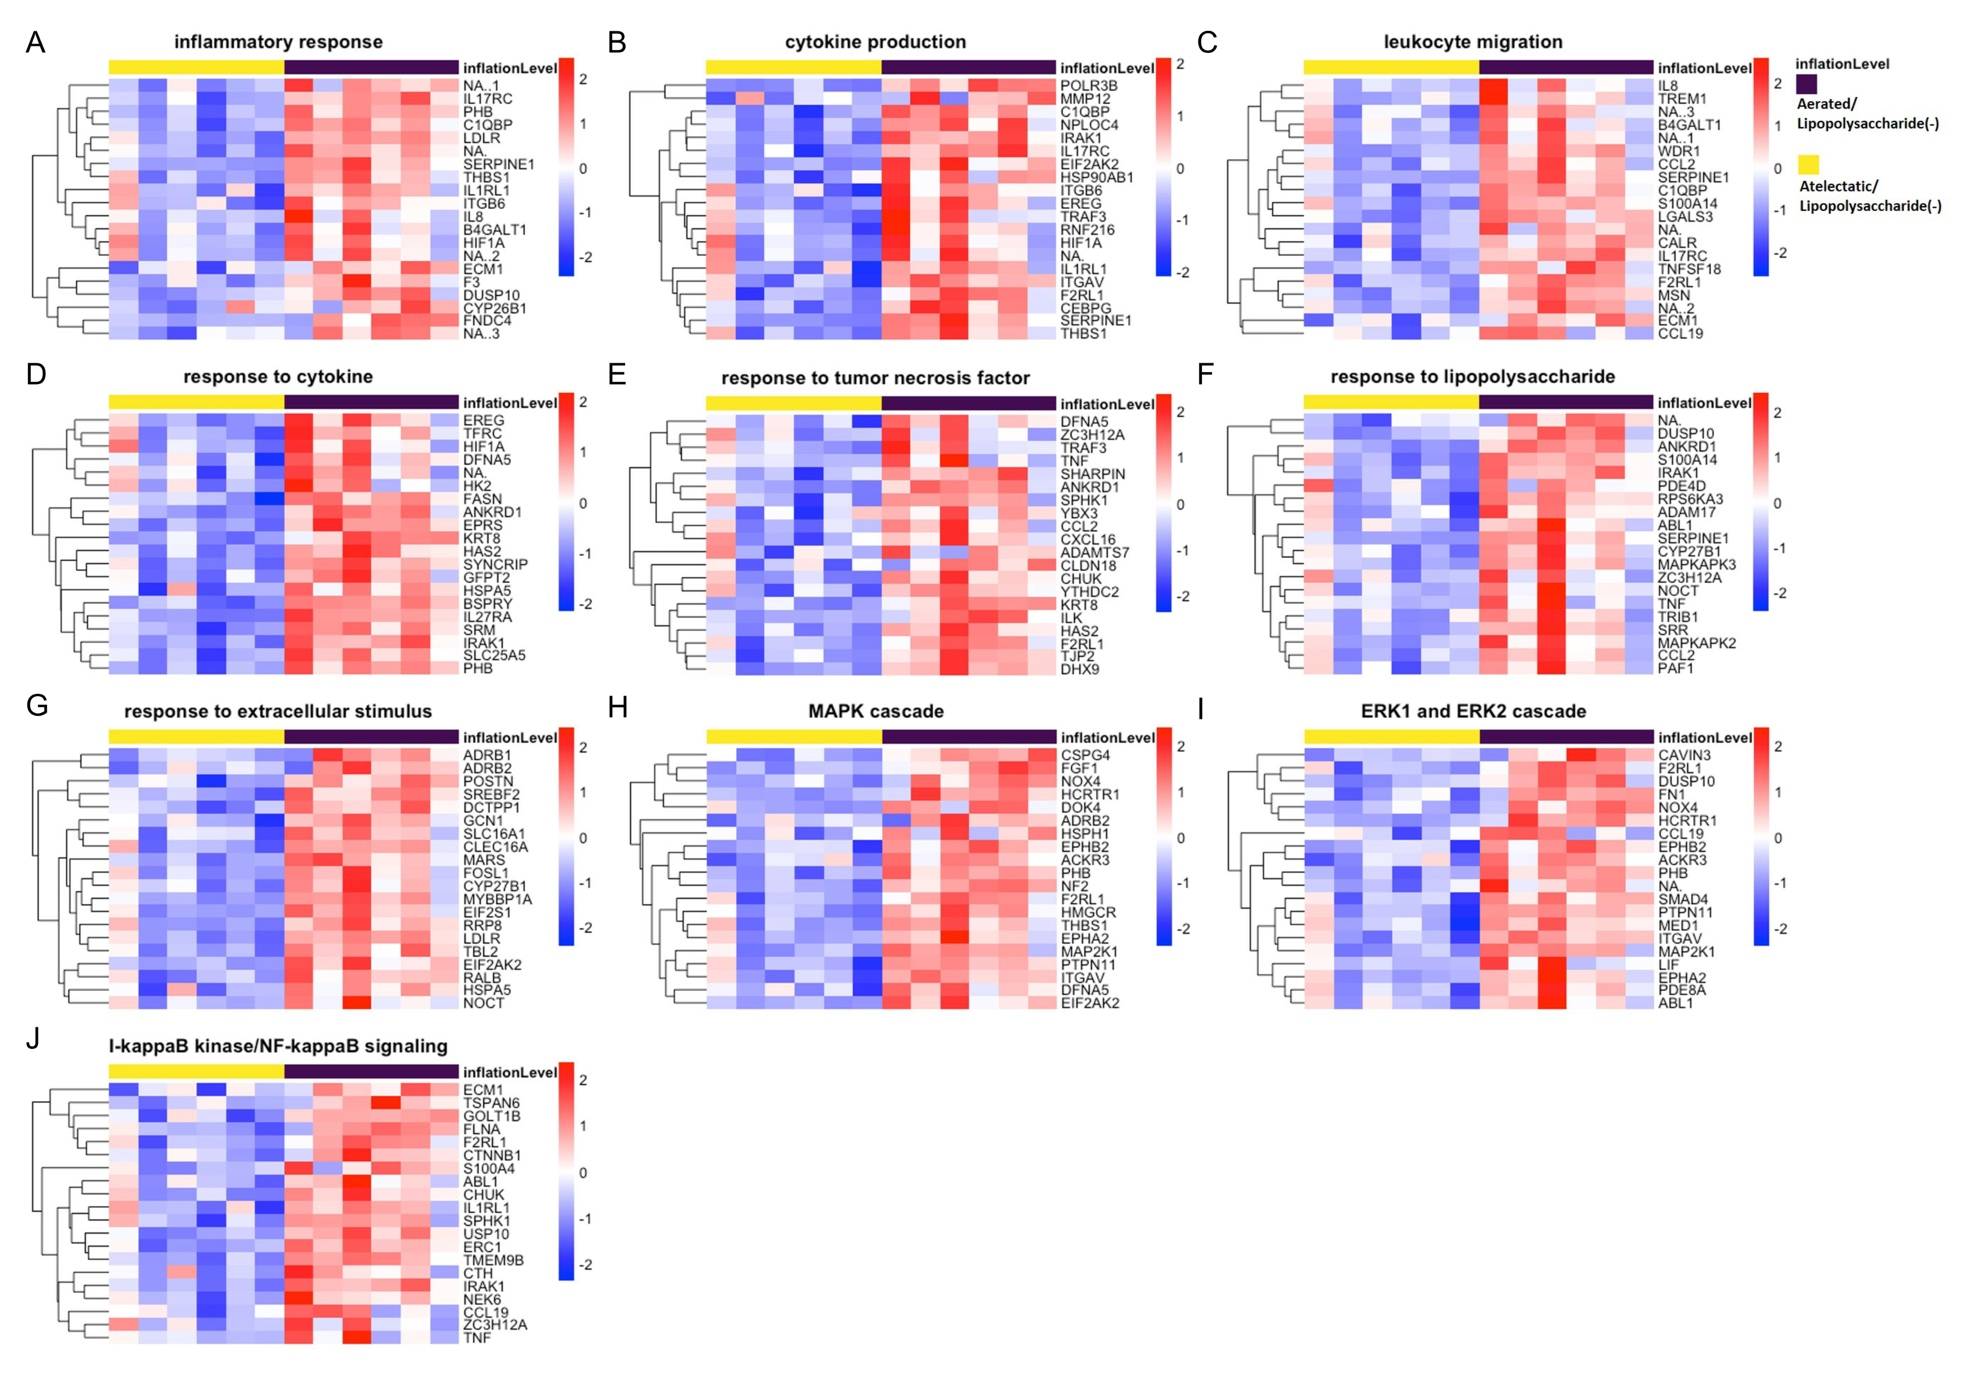 A
inflammatory response
inflationLevel
NA..1
IL17RC
PHB
C1QBP
LDLR
NA.
SERPINE1
THBS1
IL1RL1
ITGB6
IL8
B4GALT1
HIF1A
NA..2
ECM1
F3
DUSP10
CYP26B1
FNDC4
NA..3
2
1
0
-1
-2
B
cytokine production
inflationLevel
POLR3B
MMP12
C1QBP
NPLOC4
IRAK1
IL17RC
EIF2AK2
HSP90AB1
ITGB6
EREG
TRAF3
RNF216
HIF1A
NA.
IL1RL1
ITGAV
F2RL1
CEBPG
SERPINE1
THBS1
2
1
0
-1
-2
C
leukocyte migration
inflationLevel
IL8
TREM1
NA..3
B4GALT1
NA..1
WDR1
CCL2
SERPINE1
C1QBP
S100A14
LGALS3
NA.
CALR
IL17RC
TNFSF18
F2RL1
MSN
NA..2
ECM1
CCL19
2
1
0
-1
-2
inflationLevel
Aerated/
Lipopolysaccharide(-)
Atelectatic/
Lipopolysaccharide(-)
D
response to cytokine
inflationLevel
EREG
TFRC
HIF1A
DFNA5
NA.
HK2
FASN
ANKRD1
EPRS
KRT8
HAS2
SYNCRIP
GFPT2
HSPA5
BSPRY
IL27RA
SRM
IRAK1
SLC25A5
PHB
2
1
0
-1
-2
E
response to tumor necrosis factor
inflationLevel
DFNA5
ZC3H12A
TRAF3
TNF
SHARPIN
ANKRD1
SPHK1
YBX3
CCL2
CXCL16
ADAMTS7
CLDN18
CHUK
YTHDC2
KRT8
ILK
HAS2
F2RL1
TJP2
DHX9
2
1
0
-1
-2
F
response to lipopolysaccharide
inflationLevel
NA.
DUSP10
ANKRD1
S100A14
IRAK1
PDE4D
RPS6KA3
ADAM17
ABL1
SERPINE1
CYP27B1
MAPKAPK3
ZC3H12A
NOCT
TNF
TRIB1
SRR
MAPKAPK2
CCL2
PAF1
2
1
0
-1
-2
G
response to extracellular stimulus
inflationLevel
ADRB1
ADRB2
POSTN
SREBF2
DCTPP1
GCN1
SLC16A1
CLEC16A
MARS
FOSL1
CYP27B1
MYBBP1A
EIF2S1
RRP8
LDLR
TBL2
EIF2AK2
RALB
HSPA5
NOCT
2
1
0
-1
-2
H
MAPK cascade
inflationLevel
CSPG4
FGF1
NOX4
HCRTR1
DOK4
ADRB2
HSPH1
EPHB2
ACKR3
PHB
NF2
F2RL1
HMGCR
THBS1
EPHA2
MAP2K1
PTPN11
ITGAV
DFNA5
EIF2AK2
2
1
0
-1
-2
I
ERK1 and ERK2 cascade
inflationLevel
CAVIN3
F2RL1
DUSP10
FN1
NOX4
HCRTR1
CCL19
EPHB2
ACKR3
PHB
NA.
SMAD4
PTPN11
MED1
ITGAV
MAP2K1
LIF
EPHA2
PDE8A
ABL1
2
1
0
-1
-2
J
I-kappaB kinase/NF-kappaB signaling
inflationLevel
ECM1
TSPAN6
GOLT1B
FLNA
F2RL1
CTNNB1
S100A4
ABL1
CHUK
IL1RL1
SPHK1
USP10
ERC1
TMEM9B
CTH
IRAK1
NEK6
CCL19
ZC3H12A
TNF
2
1
0
-1
-2